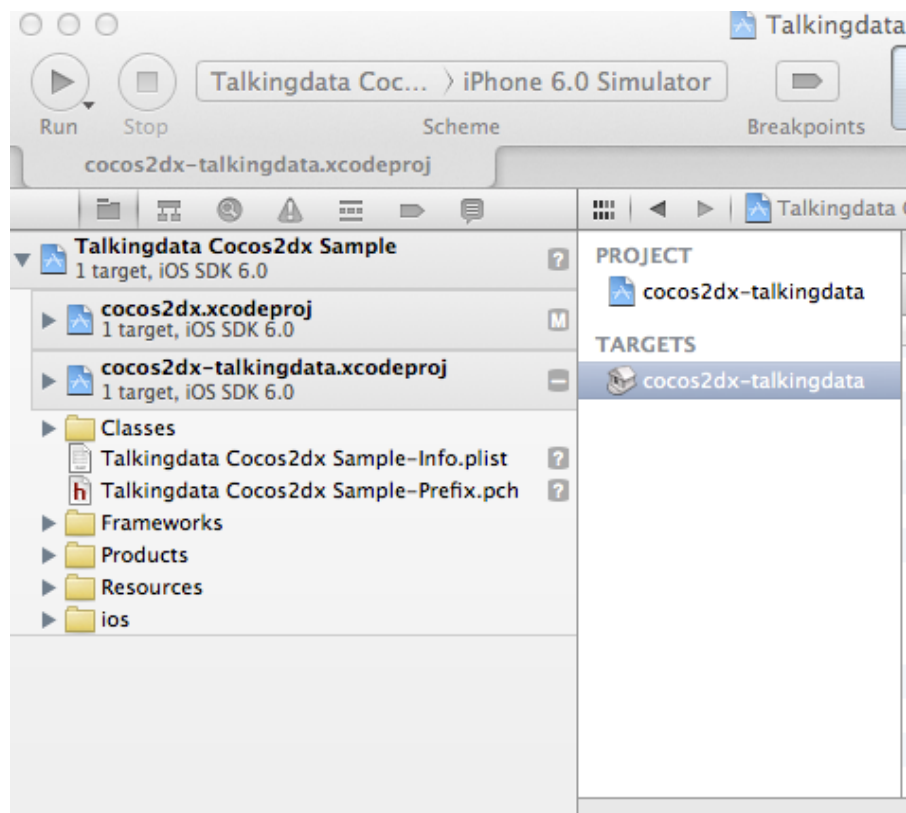 Talkingdata
Talkingdata Coc... 〉 iPhone 6.0 Simulator
Run Stop Scheme Breakpoints
cocos2dx-talkingdata.xcodeproj
Talkingdata
Talkingdata Cocos2dx Sample ?
1 target, iOS SDK 6.0
cocos2dx.xcodeproj M
1 target, iOS SDK 6.0
cocos2dx-talkingdata.xcodeproj
1 target, iOS SDK 6.0
Classes
Talkingdata Cocos2dx Sample-Info.plist ?
h Talkingdata Cocos2dx Sample-Prefix.pch ?
Frameworks
Products
Resources
ios
PROJECT
cocos2dx-talkingdata
TARGETS
cocos2dx-talkingdata